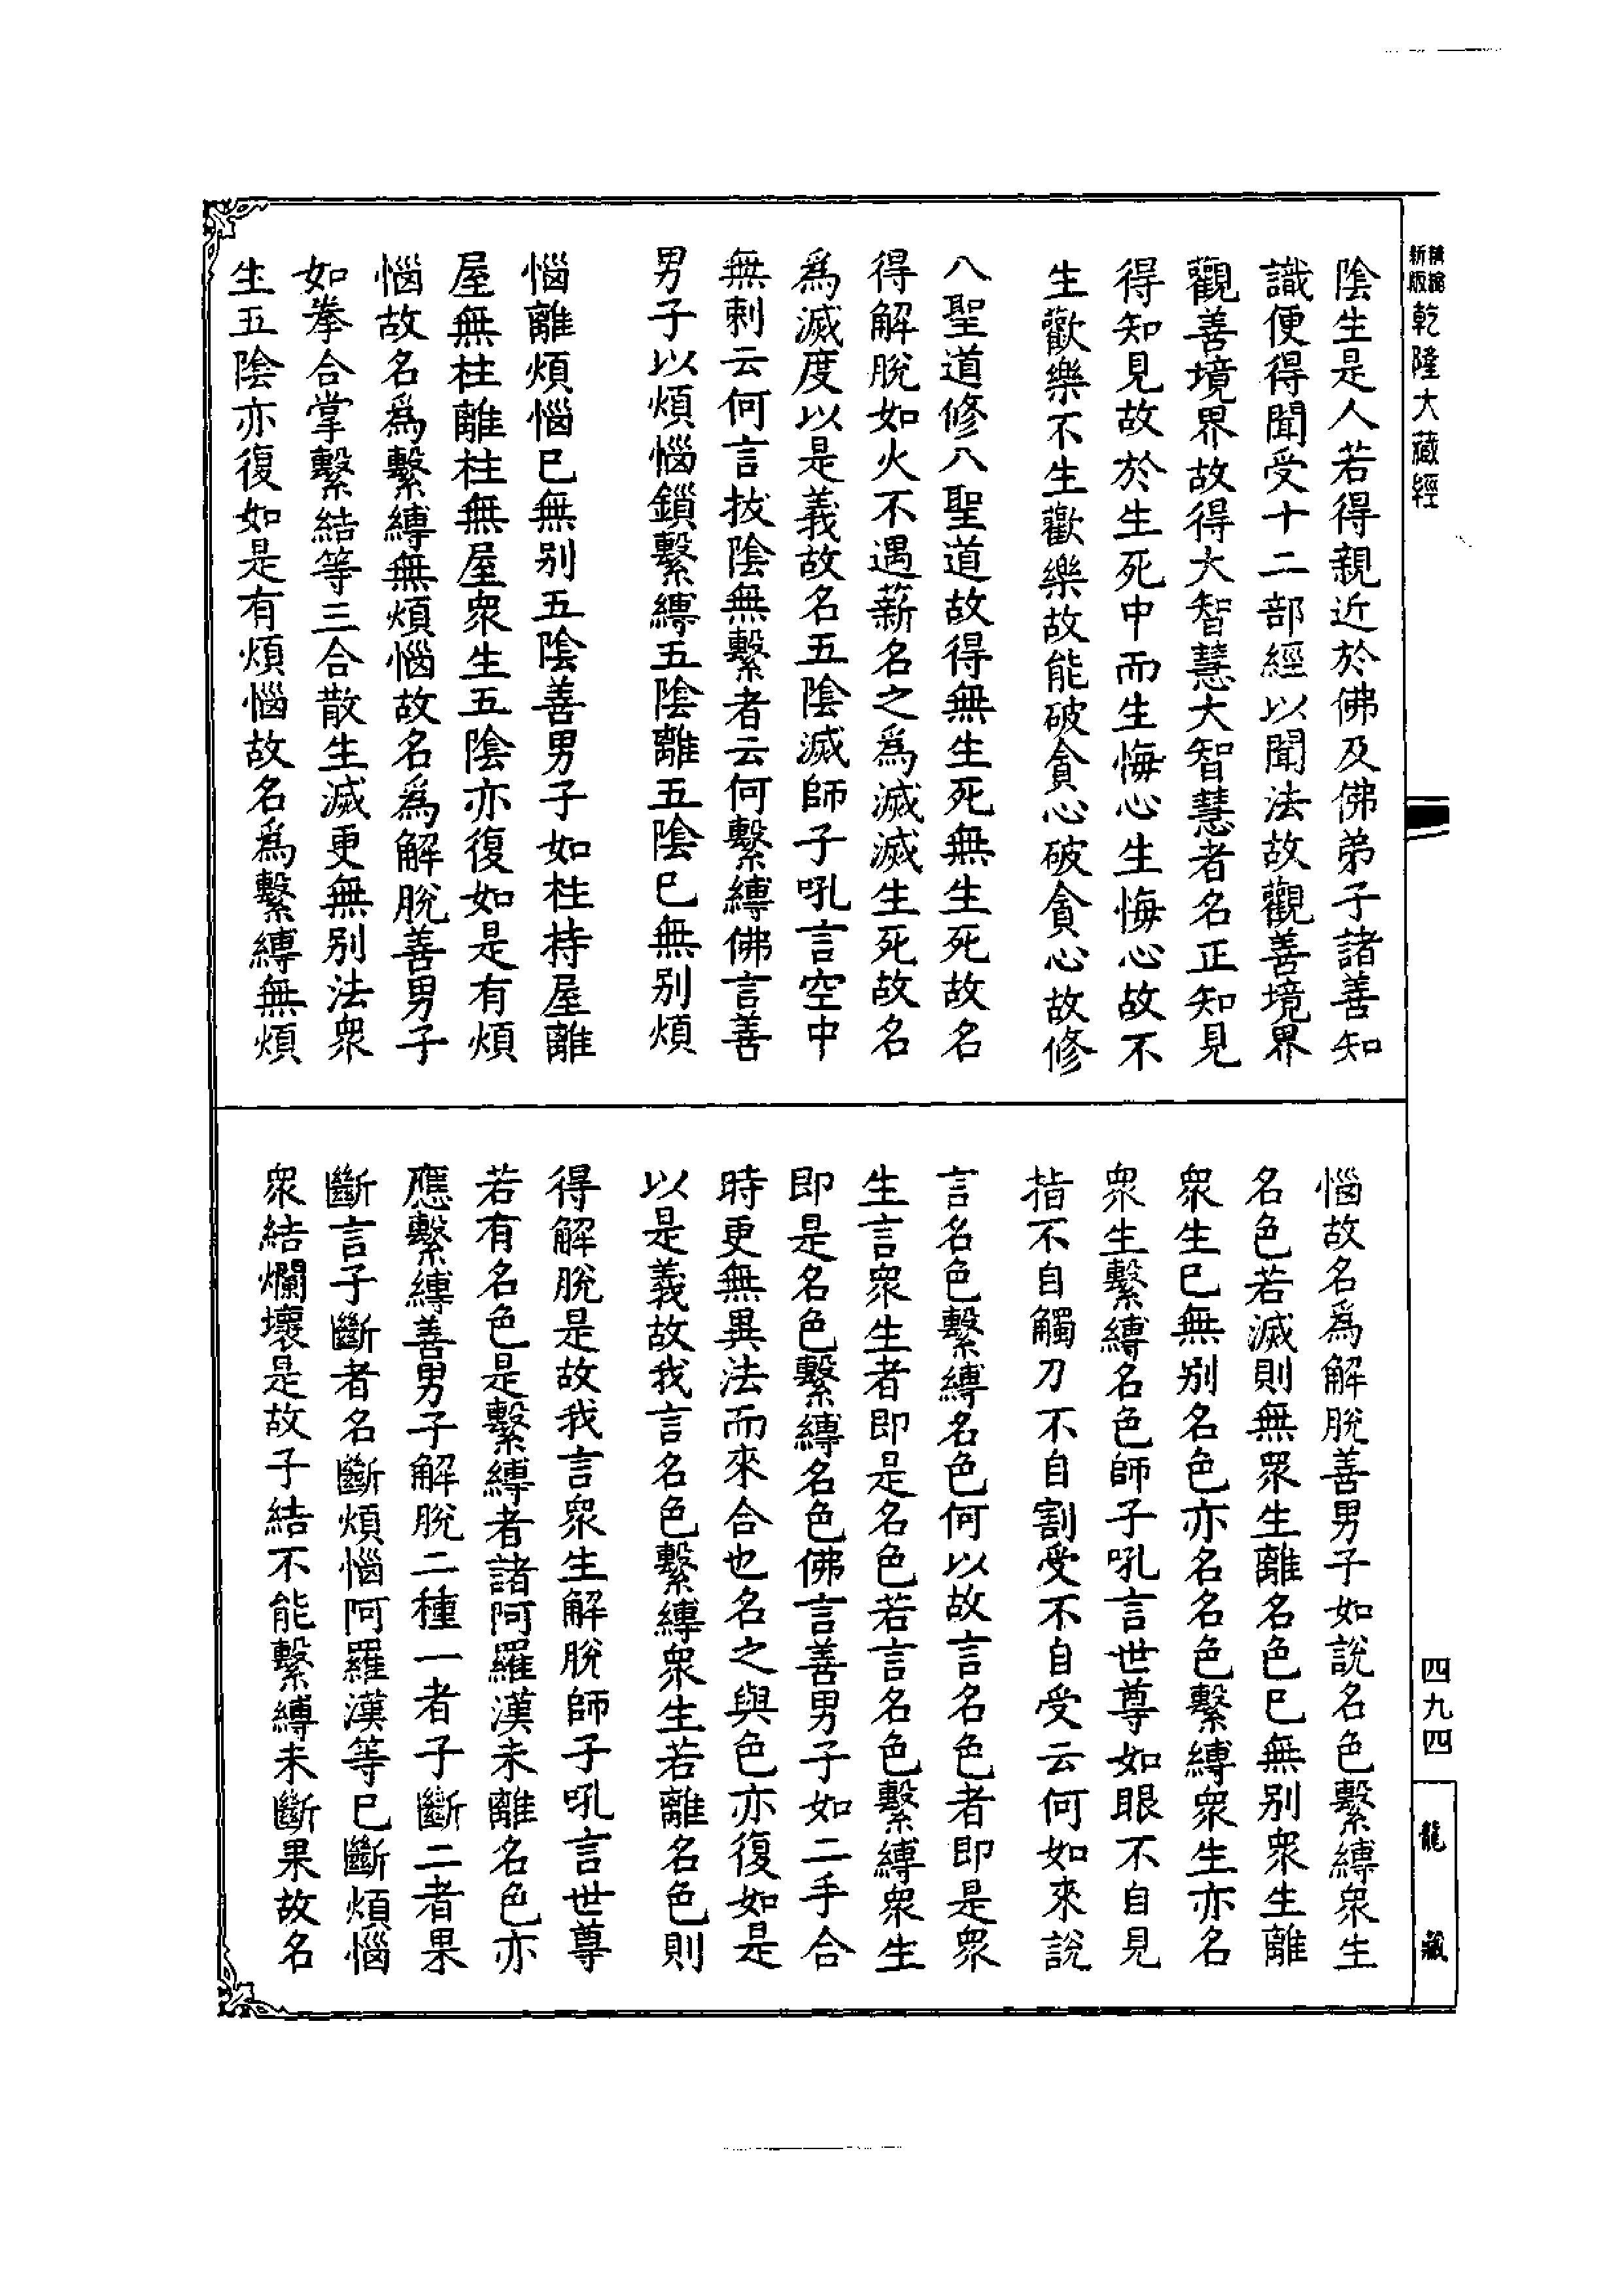 新版精編乾隆大藏經
陰生是人若得親近於佛及佛弟子諸善知
識便得聞受十二部經以聞法故觀善境界
觀善境界故得大智慧大智慧者名正知見
得知見故於生死中而生悔心生悔心故不
生歡樂不生歡樂故能破貪心破貪心故修
八聖道修八聖道故得無生死無生死故名
得解脫如火不遇薪名之為滅滅生死故名
爲滅度以是義故名五陰滅師子吼言空中
無刺云何言拔陰無繫者云何繫縛佛言善
男子以煩惱鎖繫縛五陰離五陰已無別煩
惱離煩惱已無別五陰善男子如柱持屋離
屋無柱離柱無屋衆生五陰亦復如是有煩
惱故名爲繫縛無煩惱故名爲解脫善男子
如拳合掌繫結等三合散生滅更無別法衆
生五陰亦復如是有煩惱故名爲繫縛無煩
惱故名爲解脫善男子如說名色繫縛衆生
名色若滅則無衆生離名色已無別衆生離
衆生已無別名色亦名名色繫縛衆生亦名
衆生繫縛名色師子吼言世尊如眼不自見
指不自觸刀不自割受不自受云何如來說
言名色繫縛名色何以故言名色者即是衆
生言衆生者即是名色若言名色繫縛衆生
即是名色繫縛名色佛言善男子如二手合
時更無異法而來合也名之與色亦復如是
以是義故我言名色繫縛衆生若離名色則
得解脫是故我言衆生解脫師子吼言世尊
若有名色是繫縛者諸阿羅漢未離名色亦
應繫縛善男子解脫二種一者子斷二者果
斷言子斷者名斷煩惱阿羅漢等已斷煩惱
衆結爛壞是故子結不能繫縛未斷果故名
四九四
龍藏